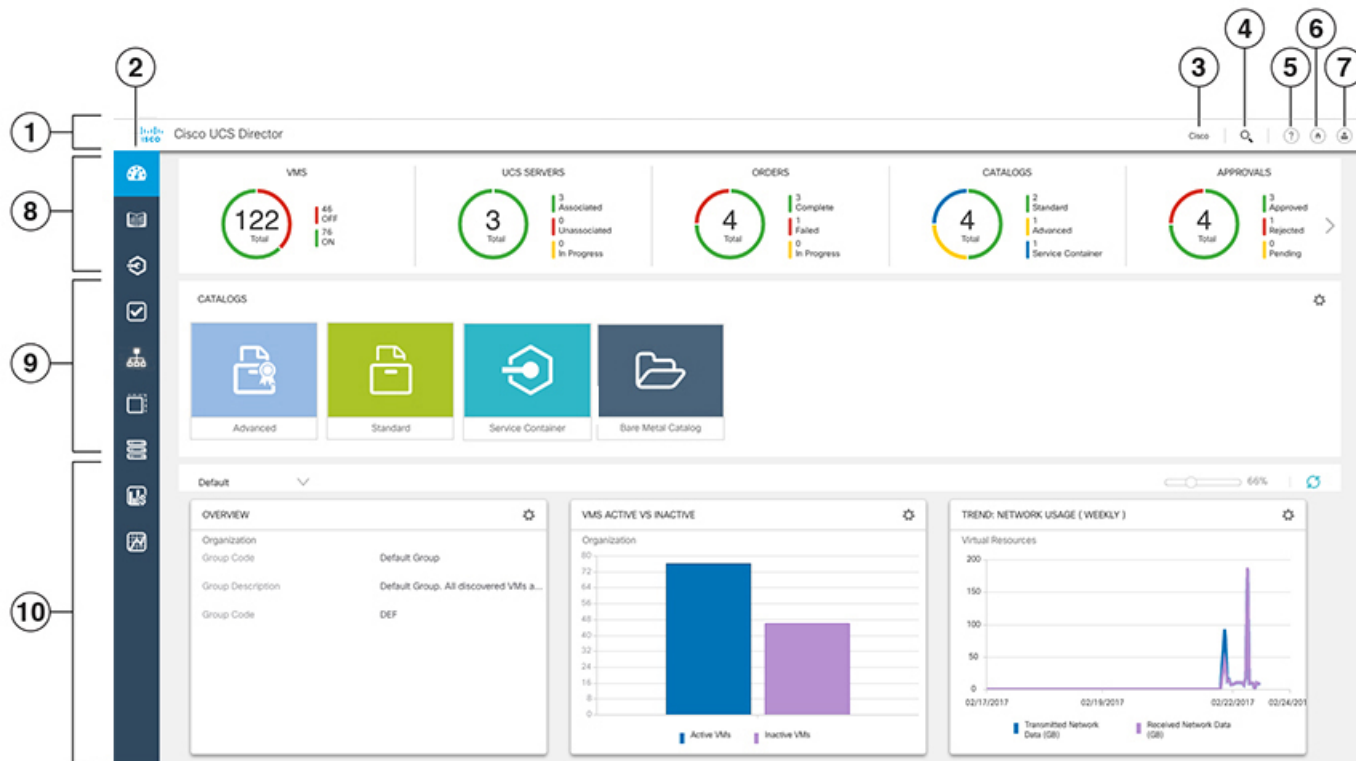 4
6
2
3
5
7
1
CISCO
Cisco UCS Director
Cisco
?
8
VMS
122
Total
46
OFF
76
ON
UCS SERVERS
3
Total
3
Associated
0
Unassociated
0
In Progress
ORDERS
4
Total
3
Complete
1
Failed
0
In Progress
CATALOGS
4
Total
2
Standard
1
Advanced
1
Service Container
APPROVALS
4
Total
3
Approved
1
Rejected
0
Pending
9
CATALOGS
Advanced
Standard
Service Container
Bare Metal Catalog
10
Default
66%
OVERVIEW
Organization
Group Code
Default Group
Group Description
Default Group. All discovered VMs a...
Group Code
DEF
VMS ACTIVE VS INACTIVE
Organization
80
72
64
56
48
40
32
24
16
8
0
Active VMs
Inactive VMs
TREND: NETWORK USAGE ( WEEKLY )
Virtual Resources
200
150
100
50
0
02/17/2017
02/19/2017
02/22/2017
02/24/201
Transmitted Network
Data (GB)
Received Network Data
(GB)